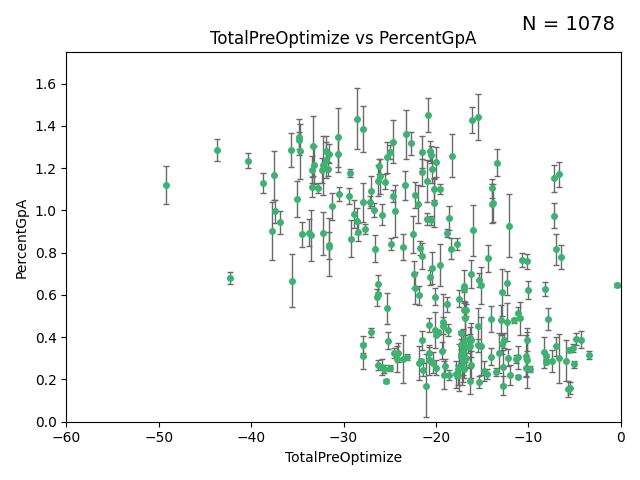 N = 1078
TotalPreOptimize vs PercentGpA
PercentGpA
1.6
1.4
1.2
1.0
0.8
0.6
0.4
0.2
0.0
−60 −50 −40 −30 −20 −10 0
TotalPreOptimize